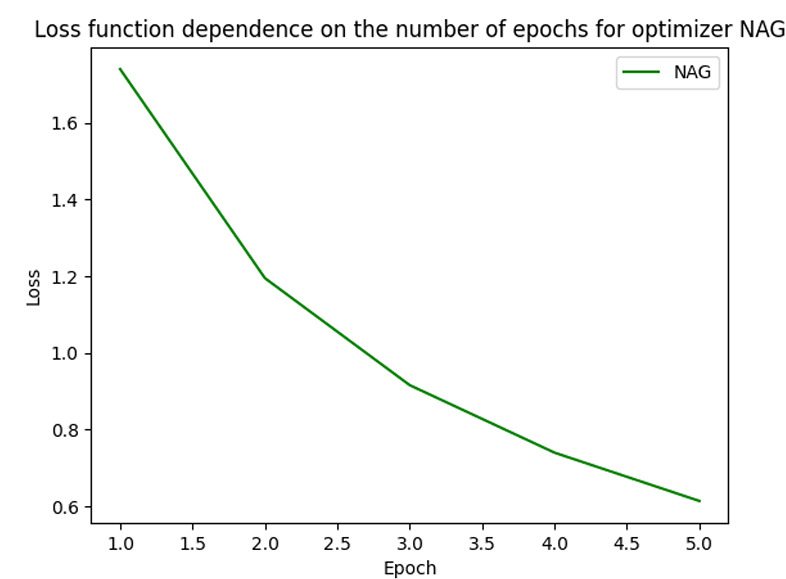 Loss function dependence on the number of epochs for optimizer NAG
NAG
1.6
1.4
1.2
1.0
0.8
0.6
Loss
1.0 1.5 2.0 2.5 3.0 3.5 4.0 4.5 5.0
Epoch